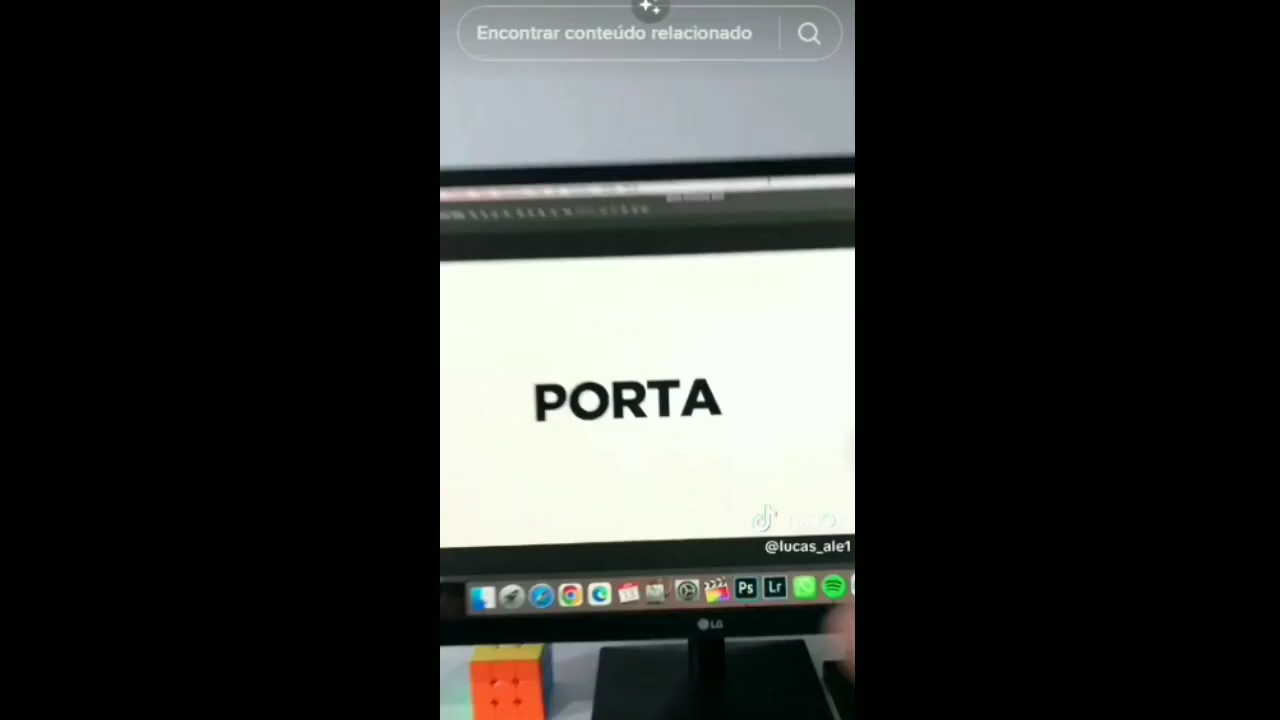 Encontrar conteúdo relacionado
PORTA
@lucas_ale1
Ps
Lr
LG